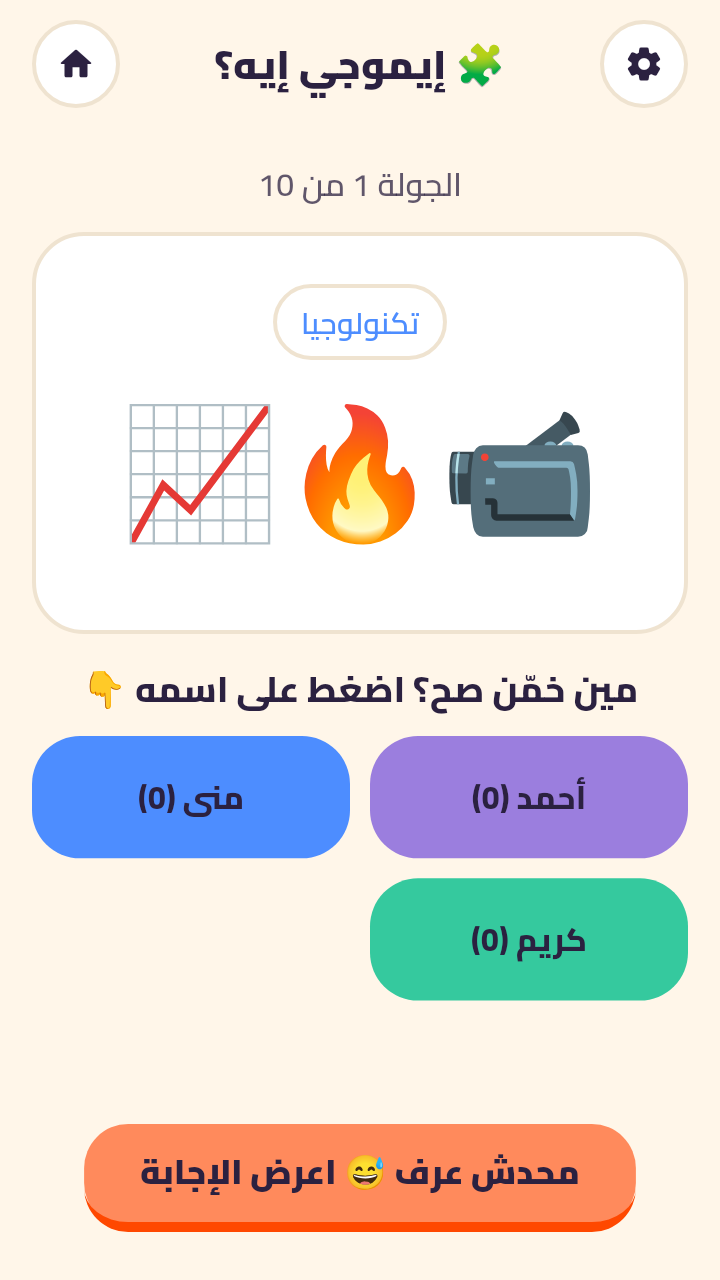 🧩 إيموجي إيه؟
الجولة 1 من 10
تكنولوجيا
مين خمّن صح؟ اضغط على اسمه 👇
أحمد (0)
منى (0)
كريم (0)
محدش عرف 😅 اعرض الإجابة